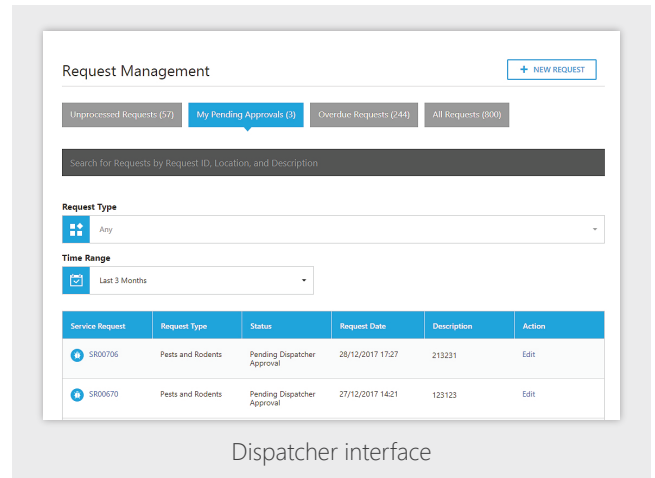 Request Management
+ NEW REQUEST
Unprocessed Requests (57) My Pending Approvals (3) Overdue Requests (244) All Requests (800)
Search for Requests by Request ID, Location, and Description
Request Type
Any
Time Range
Last 3 Months
Service Request Request Type Status Request Date Description Action
SR00706 Pests and Rodents Pending Dispatcher Approval 28/12/2017 17:27 213231 Edit
SR00670 Pests and Rodents Pending Dispatcher Approval 27/12/2017 14:21 123123 Edit
Dispatcher interface